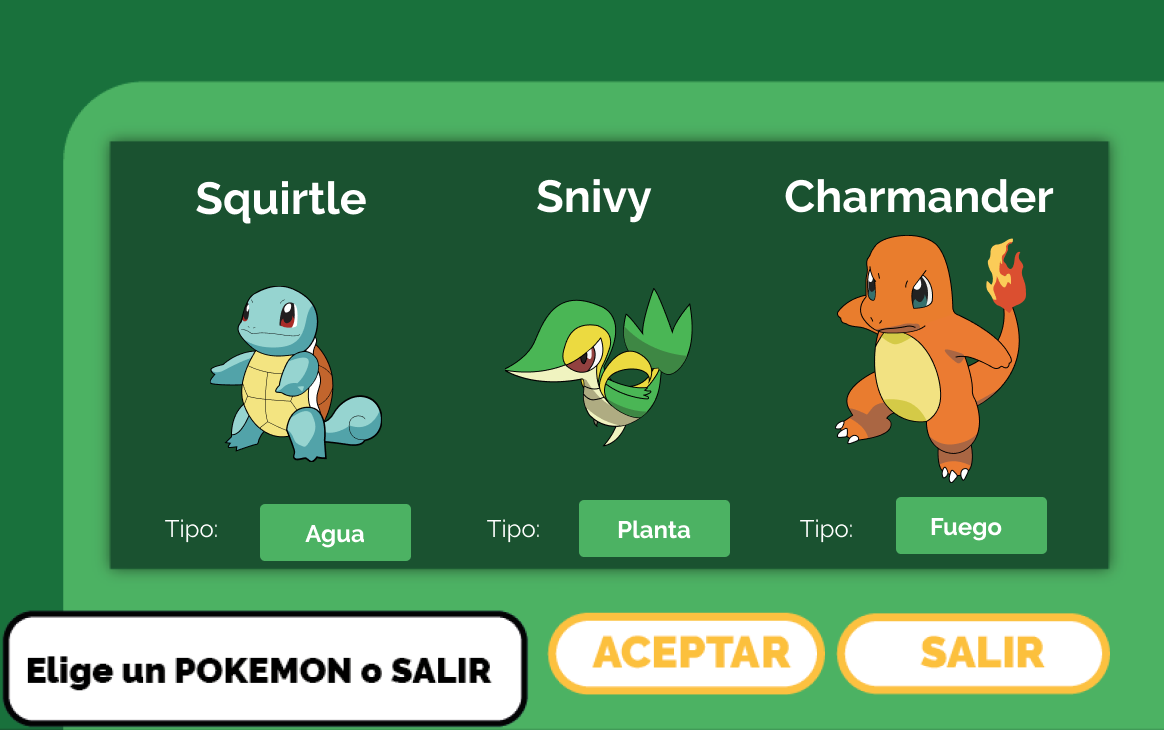 Squirtle
Snivy
Charmander
Tipo: Agua
Tipo: Planta
Tipo: Fuego
Elige un POKEMON o SALIR
ACEPTAR
SALIR